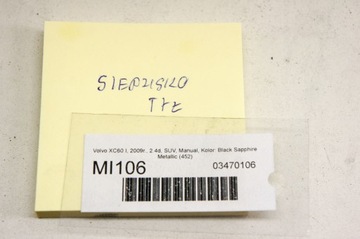 SIEDZISKO
TYŁ
Volvo XC60 I, 2009r., 2.4d, SUV, Manual, Kolor: Black Sapphire
Metallic (452)
MI106 03470106